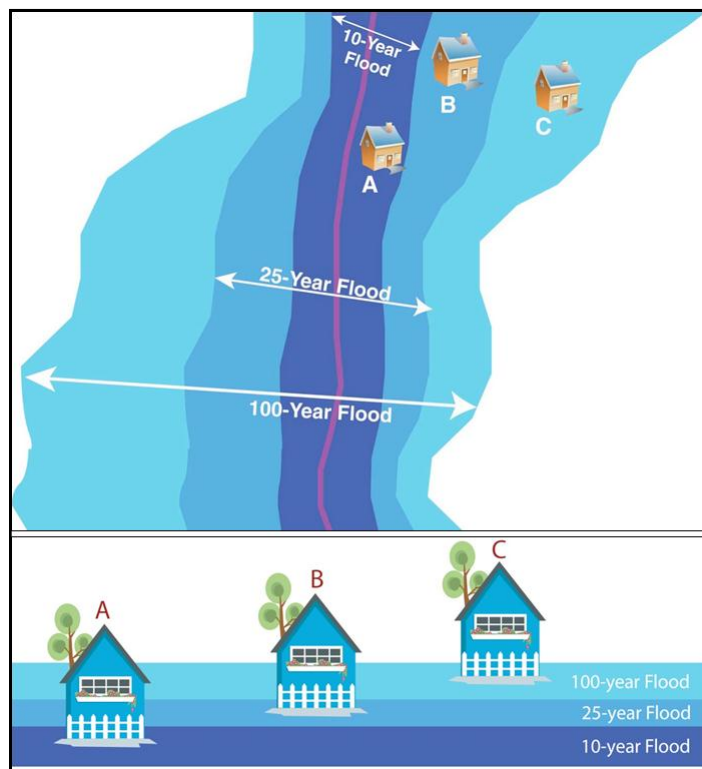 10-Year
Flood
B
C
A
25-Year Flood
100-Year Flood
A
B
C
100-year Flood
25-year Flood
10-year Flood